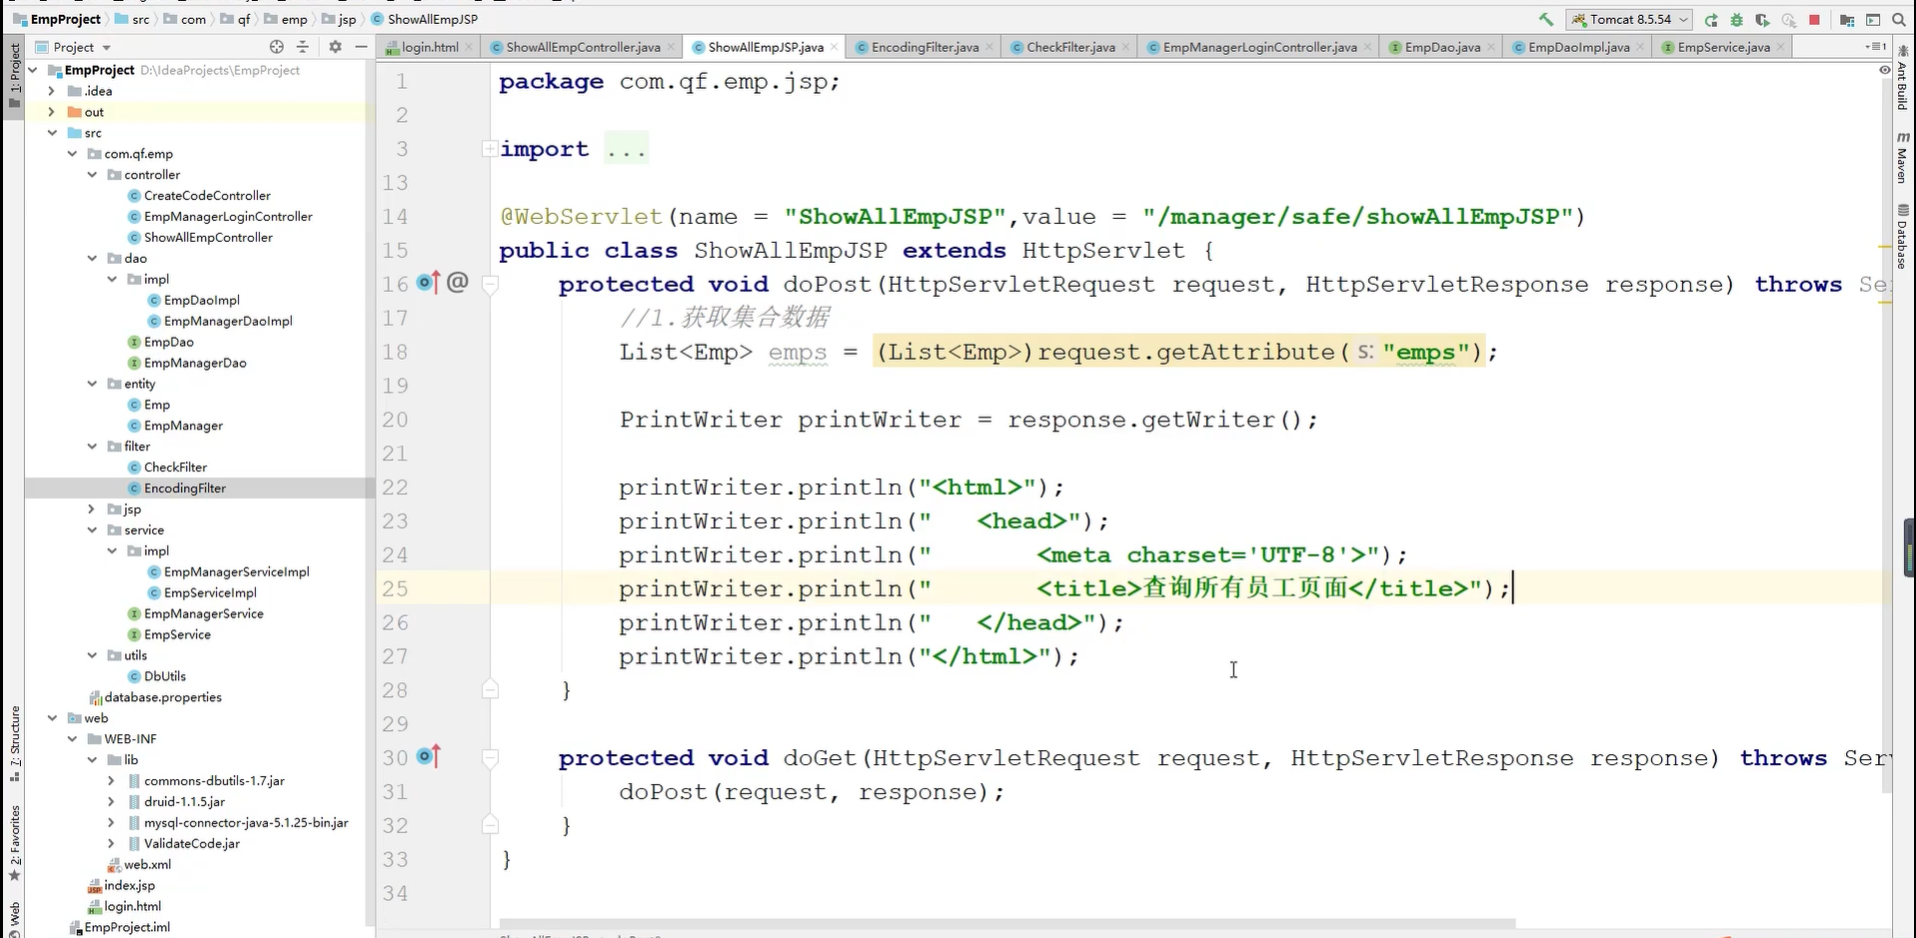 EmpProject src com qf emp jsp ShowAllEmpJSP
Tomcat 8.5.54
Project
login.html ShowAllEmpController.java ShowAllEmpJSP.java EncodingFilter.java CheckFilter.java EmpManagerLoginController.java EmpDao.java EmpDaoImpl.java EmpService.java
1: Project
7: Structure
2: Favorites
Web
EmpProject D:\IdeaProjects\EmpProject
.idea
out
src
com.qf.emp
controller
CreateCodeController
EmpManagerLoginController
ShowAllEmpController
dao
impl
EmpDaoImpl
EmpManagerDaoImpl
EmpDao
EmpManagerDao
entity
Emp
EmpManager
filter
CheckFilter
EncodingFilter
jsp
service
impl
EmpManagerServiceImpl
EmpServiceImpl
EmpManagerService
EmpService
utils
DbUtils
database.properties
web
WEB-INF
lib
commons-dbutils-1.7.jar
druid-1.1.5.jar
mysql-connector-java-5.1.25-bin.jar
ValidateCode.jar
web.xml
index.jsp
login.html
EmpProject.iml
1 package com.qf.emp.jsp;
2
3 import ...
13
14 @WebServlet(name = "ShowAllEmpJSP",value = "/manager/safe/showAllEmpJSP")
15 public class ShowAllEmpJSP extends HttpServlet {
16 @ protected void doPost(HttpServletRequest request, HttpServletResponse response) throws Se
17 //1.获取集合数据
18 List<Emp> emps = (List<Emp>)request.getAttribute( s: "emps");
19
20 PrintWriter printWriter = response.getWriter();
21
22 printWriter.println("<html>");
23 printWriter.println("   <head>");
24 printWriter.println("       <meta charset='UTF-8'>");
25 printWriter.println("       <title>查询所有员工页面</title>");
26 printWriter.println("   </head>");
27 printWriter.println("</html>");
28 }
29
30 protected void doGet(HttpServletRequest request, HttpServletResponse response) throws Ser
31 doPost(request, response);
32 }
33 }
34
Ant Build
Maven
Database